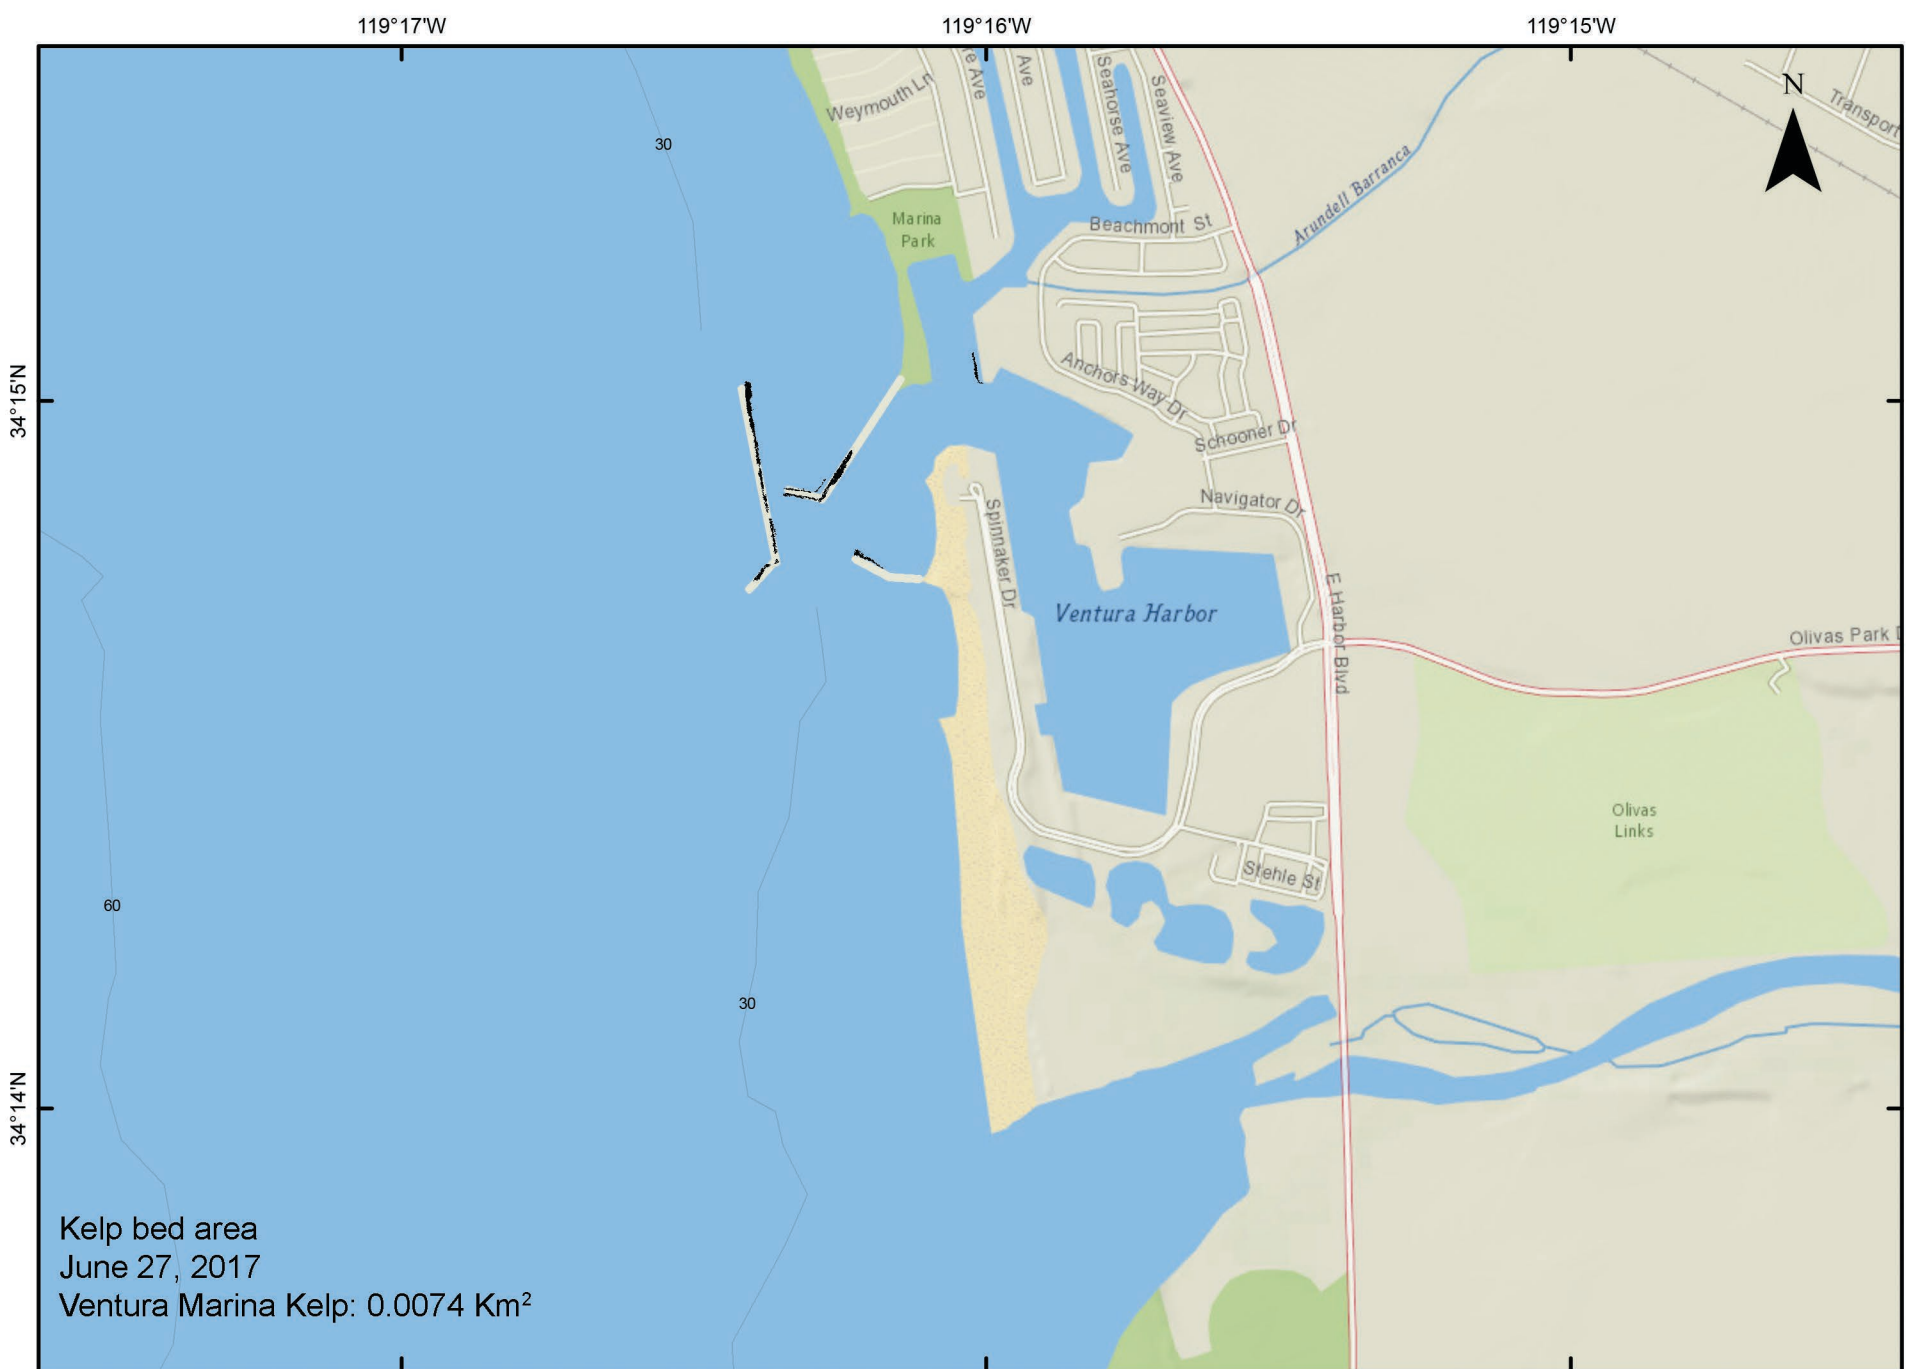 119°17'W
119°16'W
119°15'W
34°15'N
34°14'N
N
30
Weymouth Ln
re Ave
Ave
Seahorse Ave
Seaview Ave
Transport
Arundell Barranca
Marina
Park
Beachmont St
Anchors Way Dr
Schooner Dr
Navigator Dr
Spinnaker Dr
Ventura Harbor
E Harbor Blvd
Olivas Park D
Olivas
Links
Stehle St
60
30
Kelp bed area
June 27, 2017
Ventura Marina Kelp: 0.0074 Km²